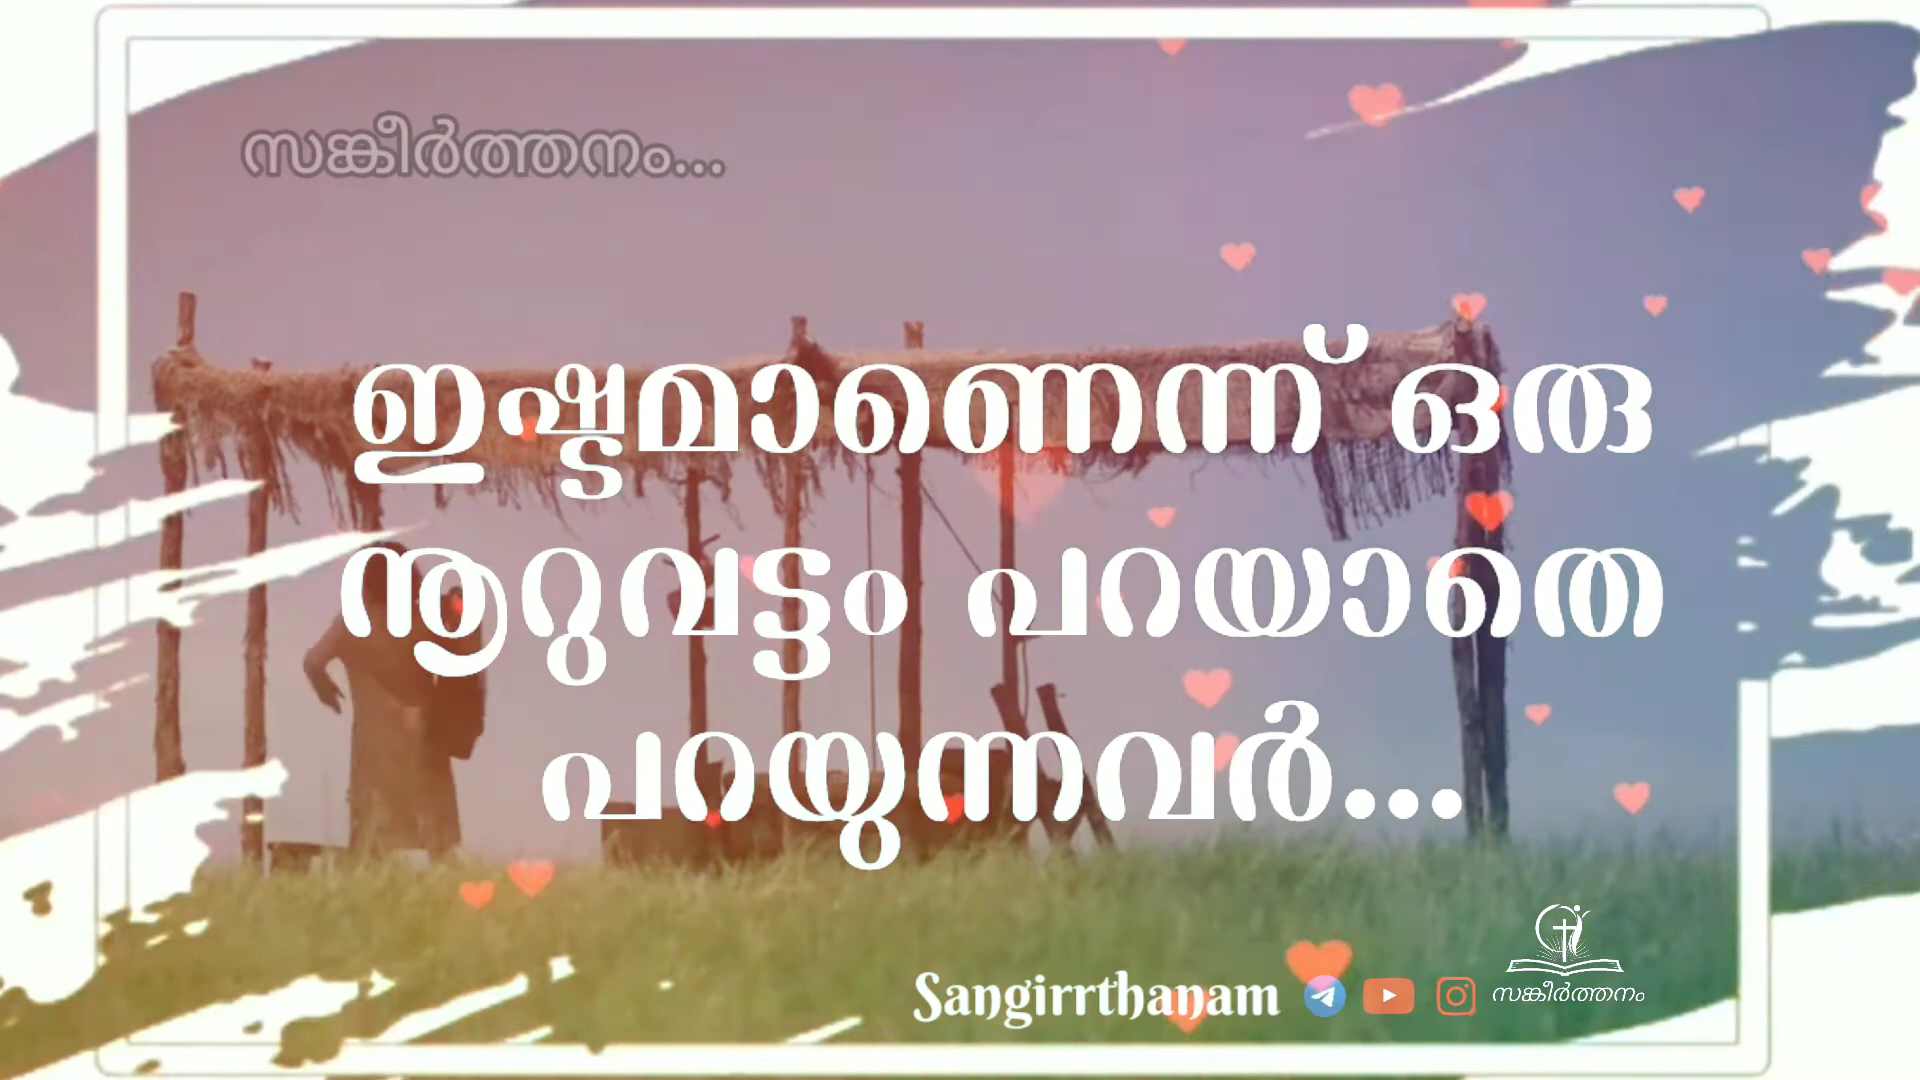 സങ്കീർത്തനം...
ഇഷ്ടമാണെന്ന് ഒരു
നൂറുവട്ടം പറയാതെ
പറയുന്നവർ...
Sangirrthanam
സങ്കീർത്തനം